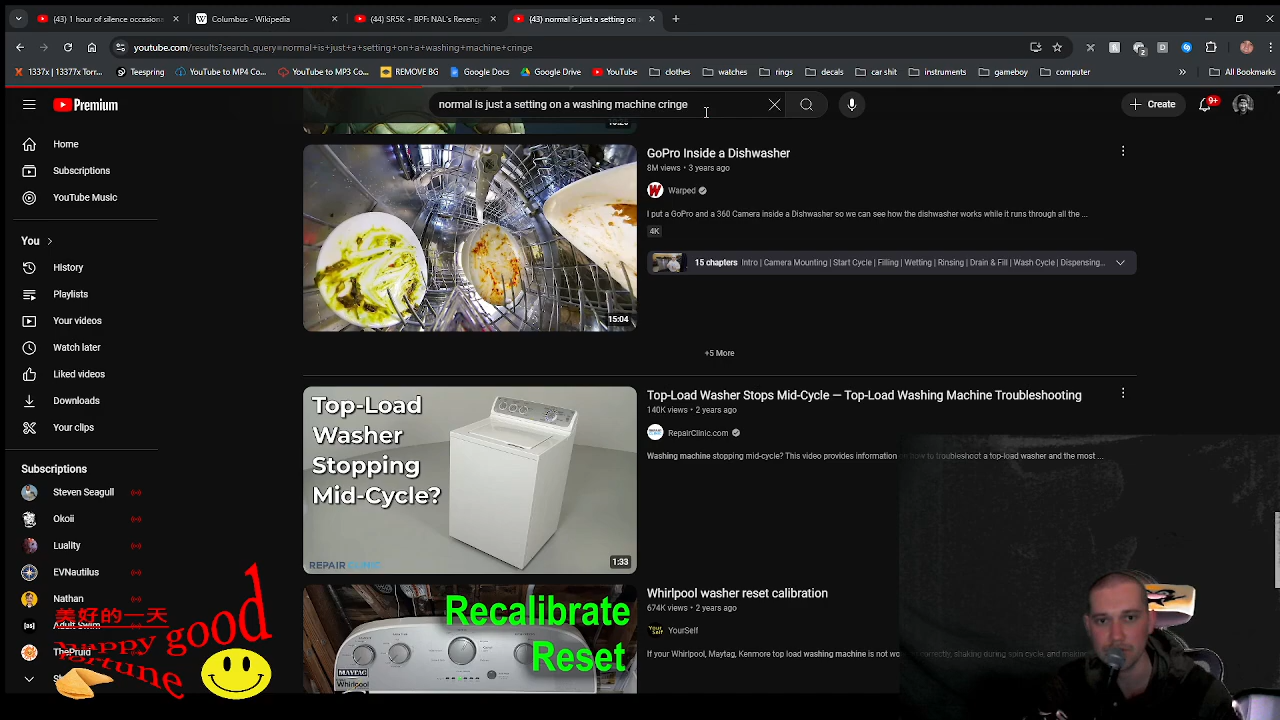 (44) 1 hour of silence occasion
Columbus - Wikipedia
(44) SR5K + BPF: NAL's Reveng
(43) normal is just a setting on
youtube.com/results?search_query=normal+is+just+a+setting+on+a+washing+machine+cringe
1337x | 13377x Torr...
Teespring
YouTube to MP4 Co...
YouTube to MP3 Co...
REMOVE BG
Google Docs
Google Drive
YouTube
clothes
watches
rings
decals
car shit
instruments
gameboy
computer
All Bookmarks
Premium
normal is just a setting on a washing machine cringe
Create
9+
Home
Subscriptions
YouTube Music
You
History
Playlists
Your videos
Watch later
Liked videos
Downloads
Your clips
Subscriptions
Steven Seagull
Okoii
Luality
EVNautilus
Nathan
Adult Swim
美好的一天
happy good
fortune
GoPro Inside a Dishwasher
8M views • 3 years ago
Warped
I put a GoPro and a 360 Camera inside a Dishwasher so we can see how the dishwasher works while it runs through all the ...
4K
15 chapters Intro | Camera Mounting | Start Cycle | Filling | Wetting | Rinsing | Drain & Fill | Wash Cycle | Dispensing...
15:04
+5 More
Top-Load
Washer
Stopping
Mid-Cycle?
REPAIR CLINIC
1:33
Top-Load Washer Stops Mid-Cycle — Top-Load Washing Machine Troubleshooting
140K views • 2 years ago
RepairClinic.com
Washing machine stopping mid-cycle? This video provides information on how to troubleshoot a top-load washer and the most ...
Recalibrate
Reset
MAYTAG
Whirlpool
Whirlpool washer reset calibration
674K views • 2 years ago
YourSelf
If your Whirlpool, Maytag, Kenmore top load washing machine is not wo correctly, shaking during spin cycle, and